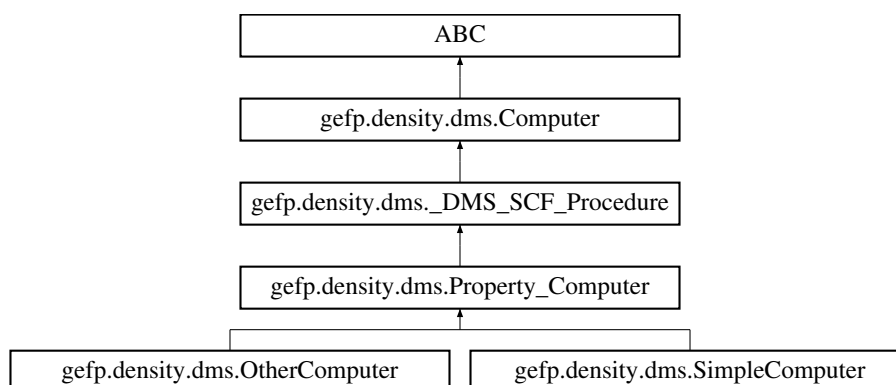 ABC
gefp.density.dms.Computer
gefp.density.dms._DMS_SCF_Procedure
gefp.density.dms.Property_Computer
gefp.density.dms.OtherComputer
gefp.density.dms.SimpleComputer